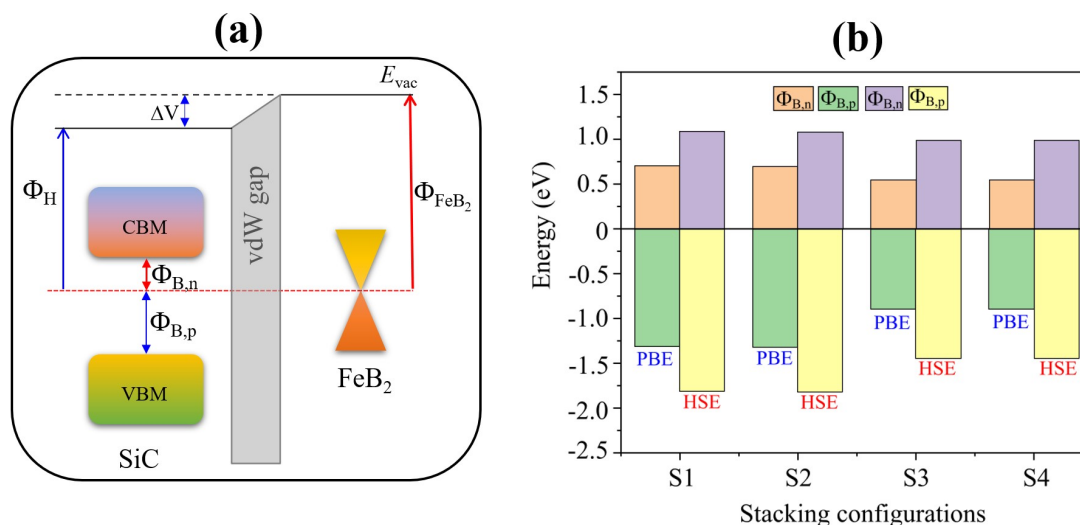 (a)
E_vac
ΔV
Φ_H
CBM
vdW gap
Φ_FeB₂
Φ_B,n
Φ_B,p
VBM
FeB₂
SiC
(b)
Φ_B,n Φ_B,p Φ_B,n Φ_B,p
1.5
1.0
0.5
0
-0.5
-1.0
-1.5
-2.0
-2.5
Energy (eV)
PBE HSE PBE HSE PBE HSE PBE HSE
S1 S2 S3 S4
Stacking configurations